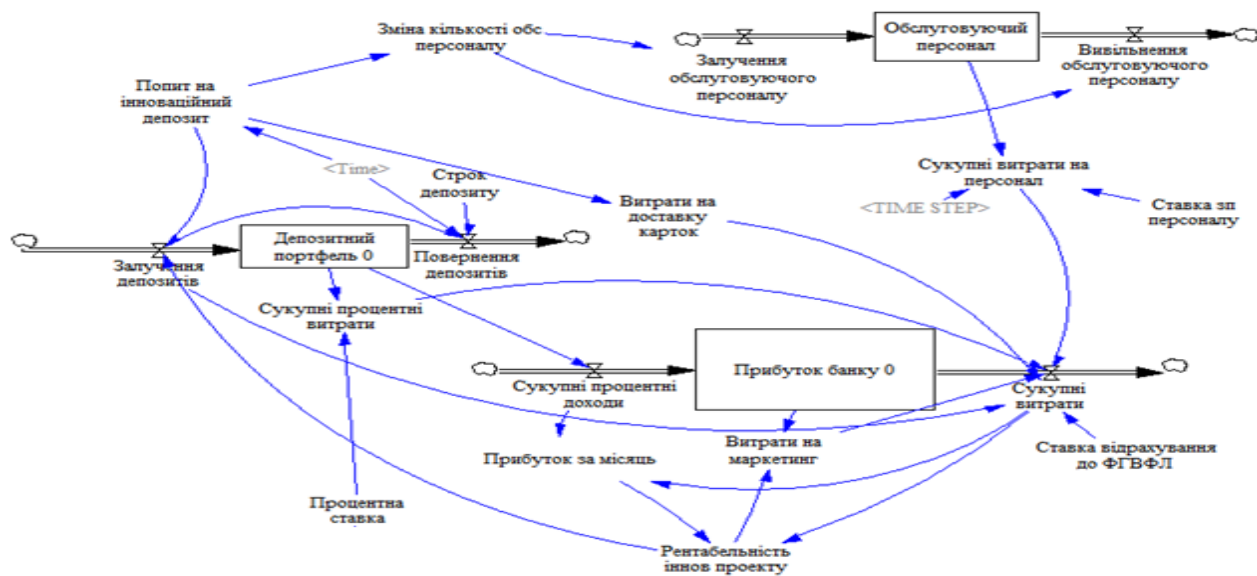 Зміна кількості обс
персоналу
Обслуговуючий
персонал
Залучення
обслуговуючого
персоналу
Вивільнення
обслуговуючого
персоналу
Попит на
інноваційний
депозит
<Time>
Строк
депозиту
Витрати на
доставку
карток
Сукупні витрати на
персонал
<TIME STEP>
Ставка зп
персоналу
Депозитний
портфель 0
Залучення
депозитів
Повернення
депозитів
Сукупні процентні
витрати
Сукупні процентні
доходи
Прибуток банку 0
Сукупні
витрати
Прибуток за місяць
Витрати на
маркетинг
Ставка відрахування
до ФГВФЛ
Процентна
ставка
Рентабельність
іннов проекту